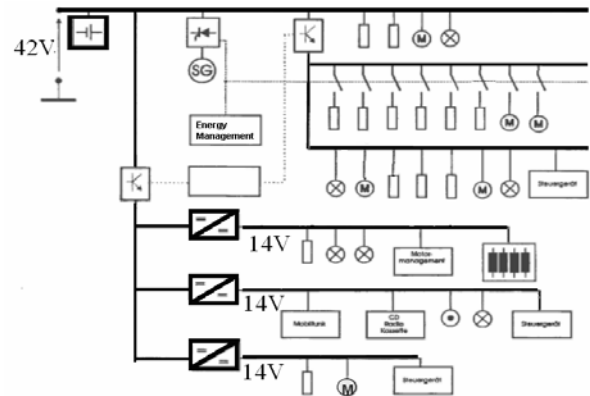 42V
SG
M
Energy
Management
M
M
M
M
Steuergerät
14V
Motor-
management
14V
Mobilfunk
CD
Radio
Kassette
Steuergerät
14V
M
Steuergerät